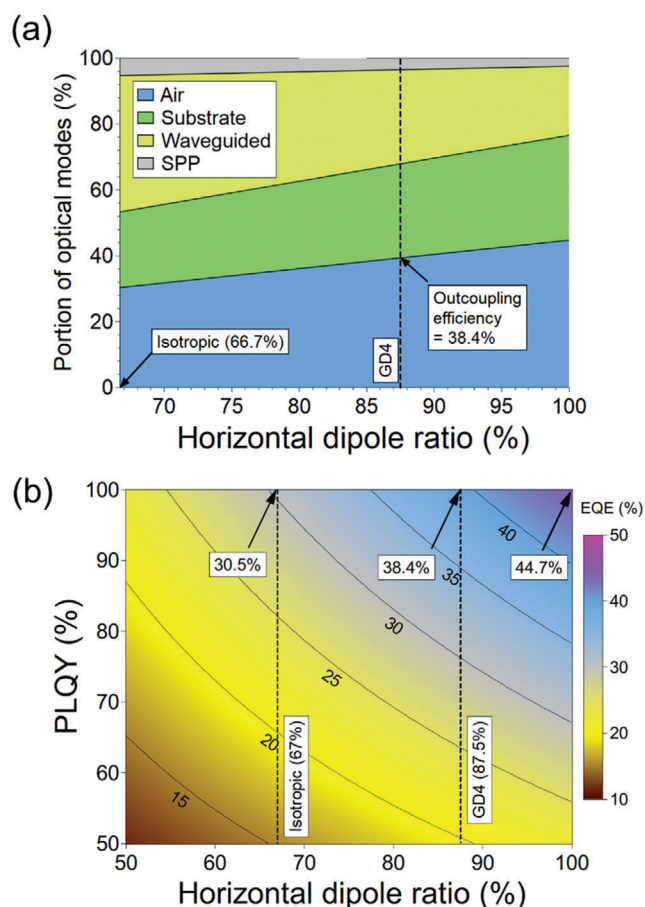 (a)
Portion of optical modes (%)
100
80
60
40
20
0
Air
Substrate
Waveguided
SPP
Isotropic (66.7%)
GD4
Outcoupling
efficiency
= 38.4%
70 75 80 85 90 95 100
Horizontal dipole ratio (%)
(b)
PLQY (%)
100
90
80
70
60
50
30.5%
38.4%
44.7%
40
35
30
25
20
15
Isotropic (67%)
GD4 (87.5%)
50 60 70 80 90 100
Horizontal dipole ratio (%)
EQE (%)
50
40
30
20
10